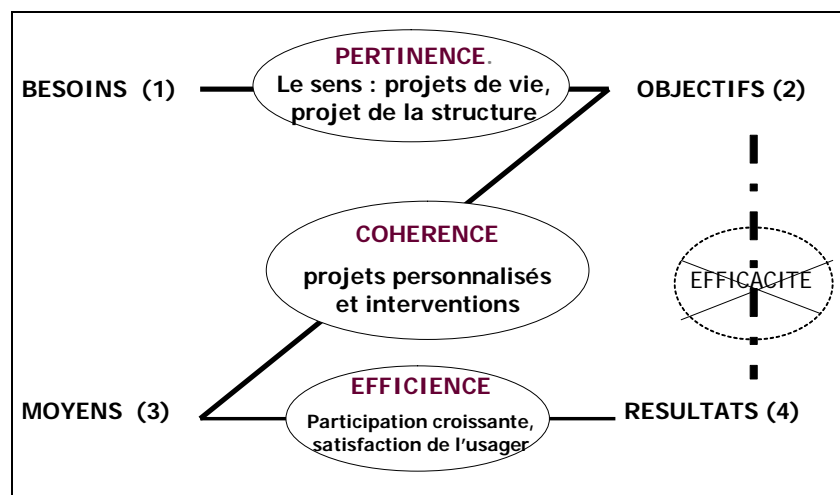 PERTINENCE.
BESOINS (1)
Le sens : projets de vie,
projet de la structure
OBJECTIFS (2)
COHERENCE
projets personnalisés
et interventions
EFFICACITE
EFFICIENCE
MOYENS (3)
Participation croissante,
satisfaction de l'usager
RESULTATS (4)